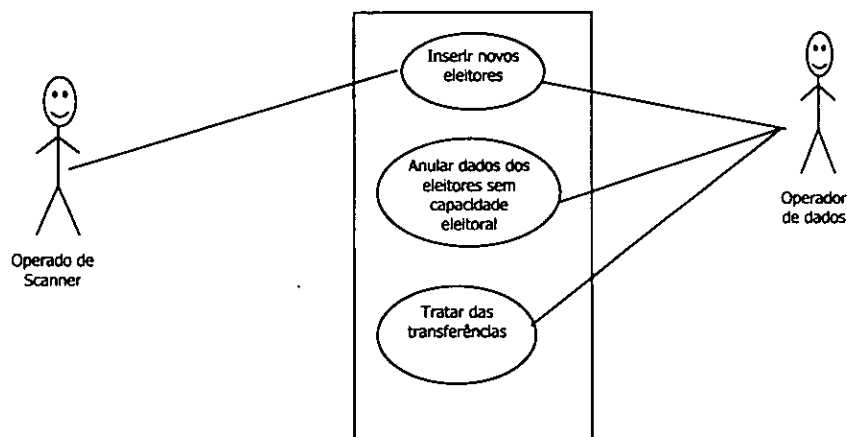 Inserir novos
eleitores
Anular dados dos
eleitores sem
capacidade
eleitoral
Operador
de dados
Operado de
Scanner
Tratar das
transferências